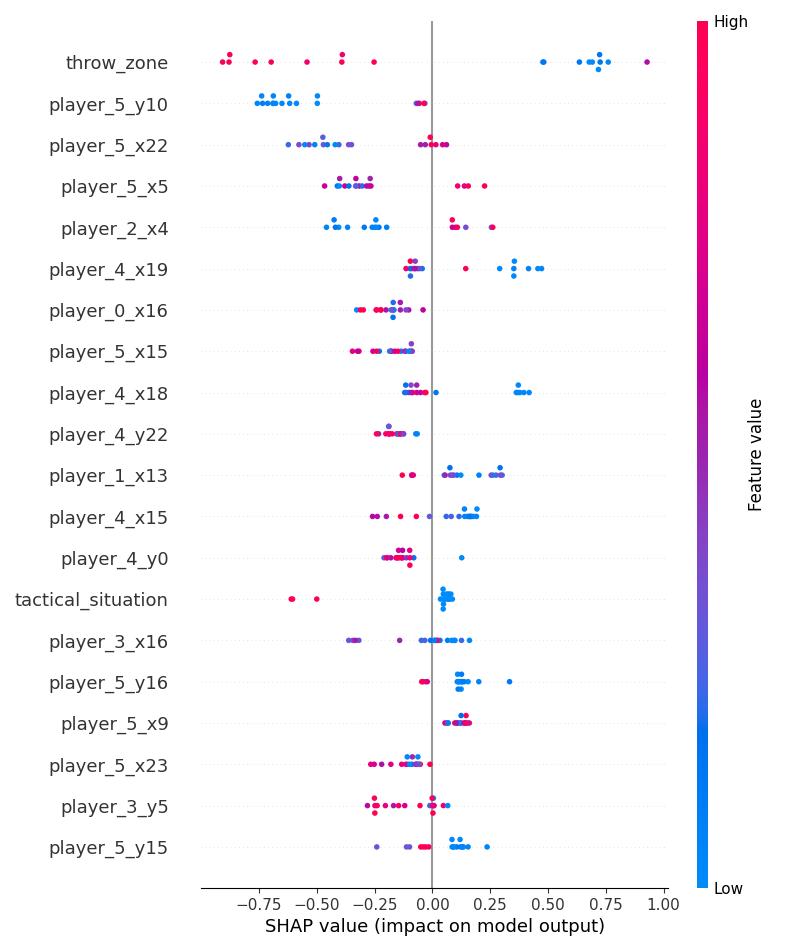 High
throw_zone
player_5_y10
player_5_x22
player_5_x5
player_2_x4
player_4_x19
player_0_x16
player_5_x15
player_4_x18
player_4_y22
player_1_x13
player_4_x15
player_4_y0
tactical_situation
player_3_x16
player_5_y16
player_5_x9
player_5_x23
player_3_y5
player_5_y15
Feature value
Low
−0.75 −0.50 −0.25 0.00 0.25 0.50 0.75 1.00
SHAP value (impact on model output)